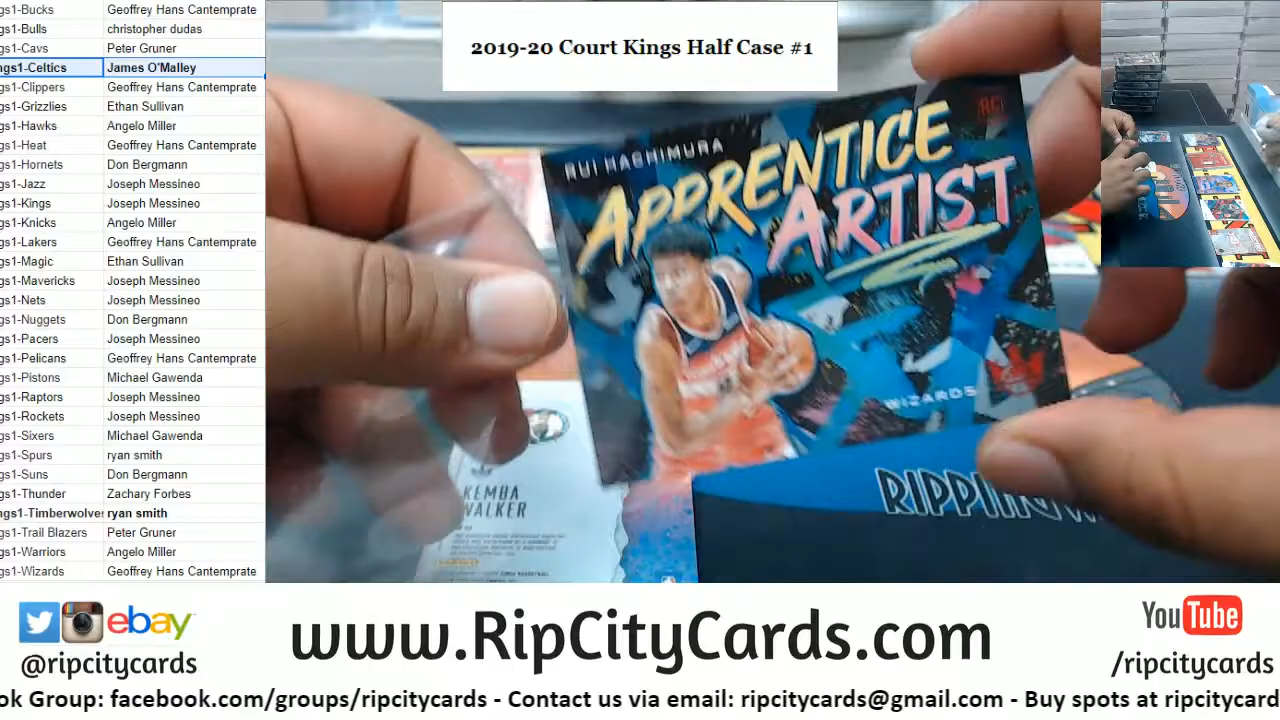 gs1-Bucks Geoffrey Hans Cantemprate
gs1-Bulls christopher dudas
gs1-Cavs Peter Gruner
ngs1-Celtics James O'Malley
gs1-Clippers Geoffrey Hans Cantemprate
gs1-Grizzlies Ethan Sullivan
gs1-Hawks Angelo Miller
gs1-Heat Geoffrey Hans Cantemprate
gs1-Hornets Don Bergmann
gs1-Jazz Joseph Messineo
gs1-Kings Joseph Messineo
gs1-Knicks Angelo Miller
gs1-Lakers Geoffrey Hans Cantemprate
gs1-Magic Ethan Sullivan
gs1-Mavericks Joseph Messineo
gs1-Nets Joseph Messineo
gs1-Nuggets Don Bergmann
gs1-Pacers Joseph Messineo
gs1-Pelicans Geoffrey Hans Cantemprate
gs1-Pistons Michael Gawenda
gs1-Raptors Joseph Messineo
gs1-Rockets Joseph Messineo
gs1-Sixers Michael Gawenda
gs1-Spurs ryan smith
gs1-Suns Don Bergmann
gs1-Thunder Zachary Forbes
ngs1-Timberwolves ryan smith
gs1-Trail Blazers Peter Gruner
gs1-Warriors Angelo Miller
gs1-Wizards Geoffrey Hans Cantemprate
2019-20 Court Kings Half Case #1
RUI HACHIMURA
APPRENTICE
ARTIST
WIZARDS
KEMBA
WALKER
ebay
@ripcitycards
www.RipCityCards.com
YouTube
/ripcitycards
ok Group: facebook.com/groups/ripcitycards - Contact us via email: ripcitycards@gmail.com - Buy spots at ripcitycard